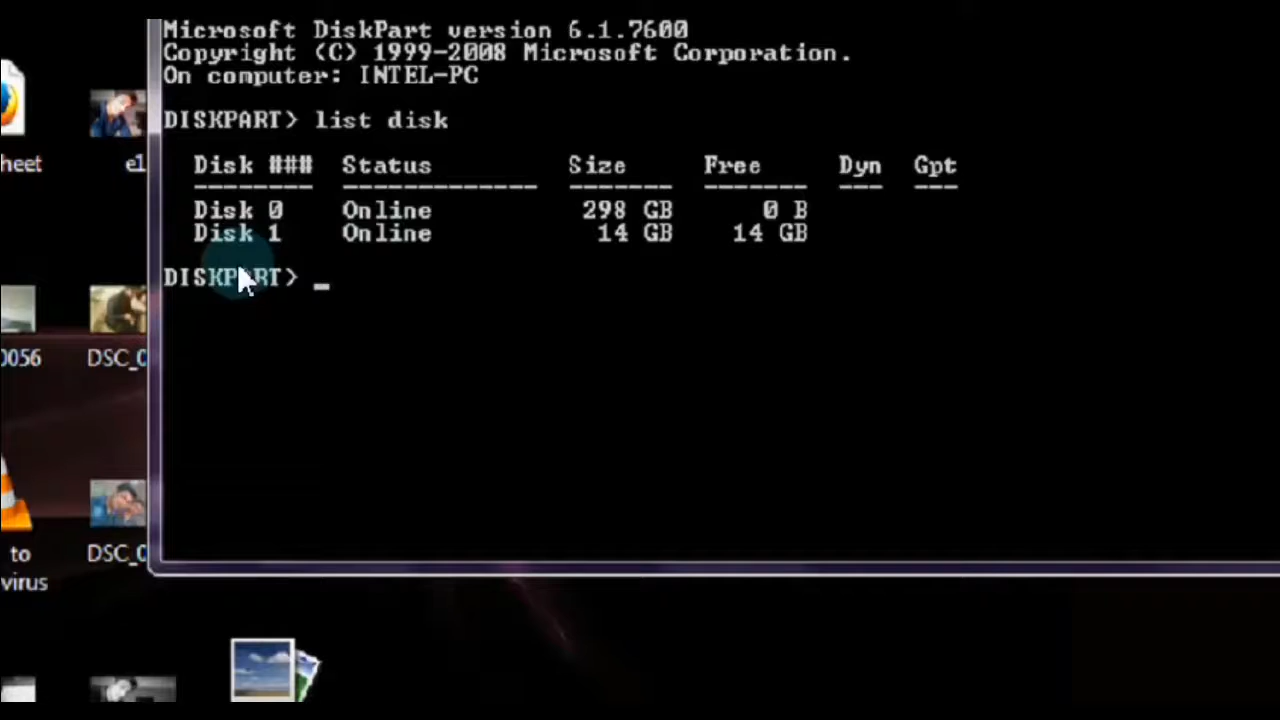 Microsoft DiskPart version 6.1.7600
Copyright (C) 1999-2008 Microsoft Corporation.
On computer: INTEL-PC
DISKPART> list disk
Disk ### Status Size Free Dyn Gpt
-------- ------------- ------- ------- --- ---
Disk 0 Online 298 GB 0 B
Disk 1 Online 14 GB 14 GB
DISKPART> _
heet
el
0056
DSC_0
to
virus
DSC_0